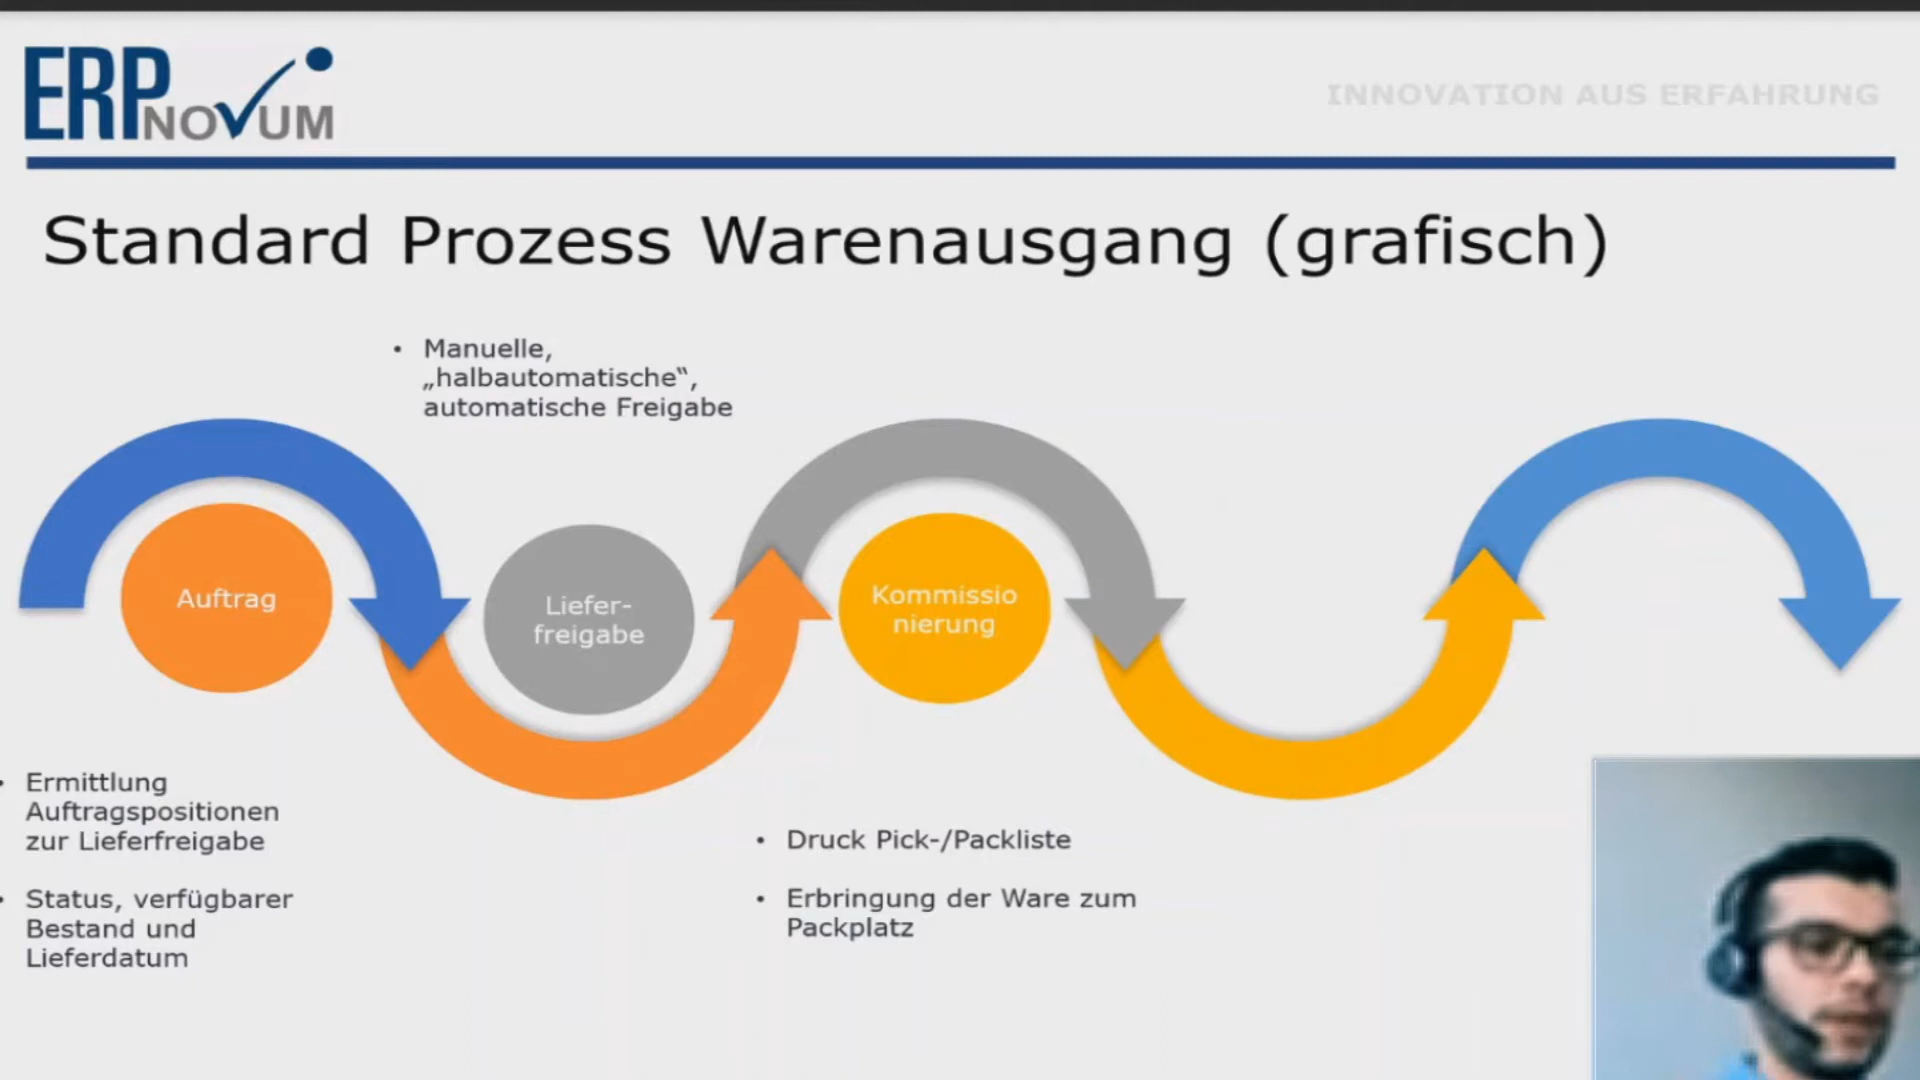 ERP
NOVUM
INNOVATION AUS ERFAHRUNG
Standard Prozess Warenausgang (grafisch)
• Manuelle,
„halbautomatische“,
automatische Freigabe
Auftrag
Liefer-
freigabe
Kommissio
nierung
• Ermittlung
Auftragspositionen
zur Lieferfreigabe
• Status, verfügbarer
Bestand und
Lieferdatum
• Druck Pick-/Packliste
• Erbringung der Ware zum
Packplatz